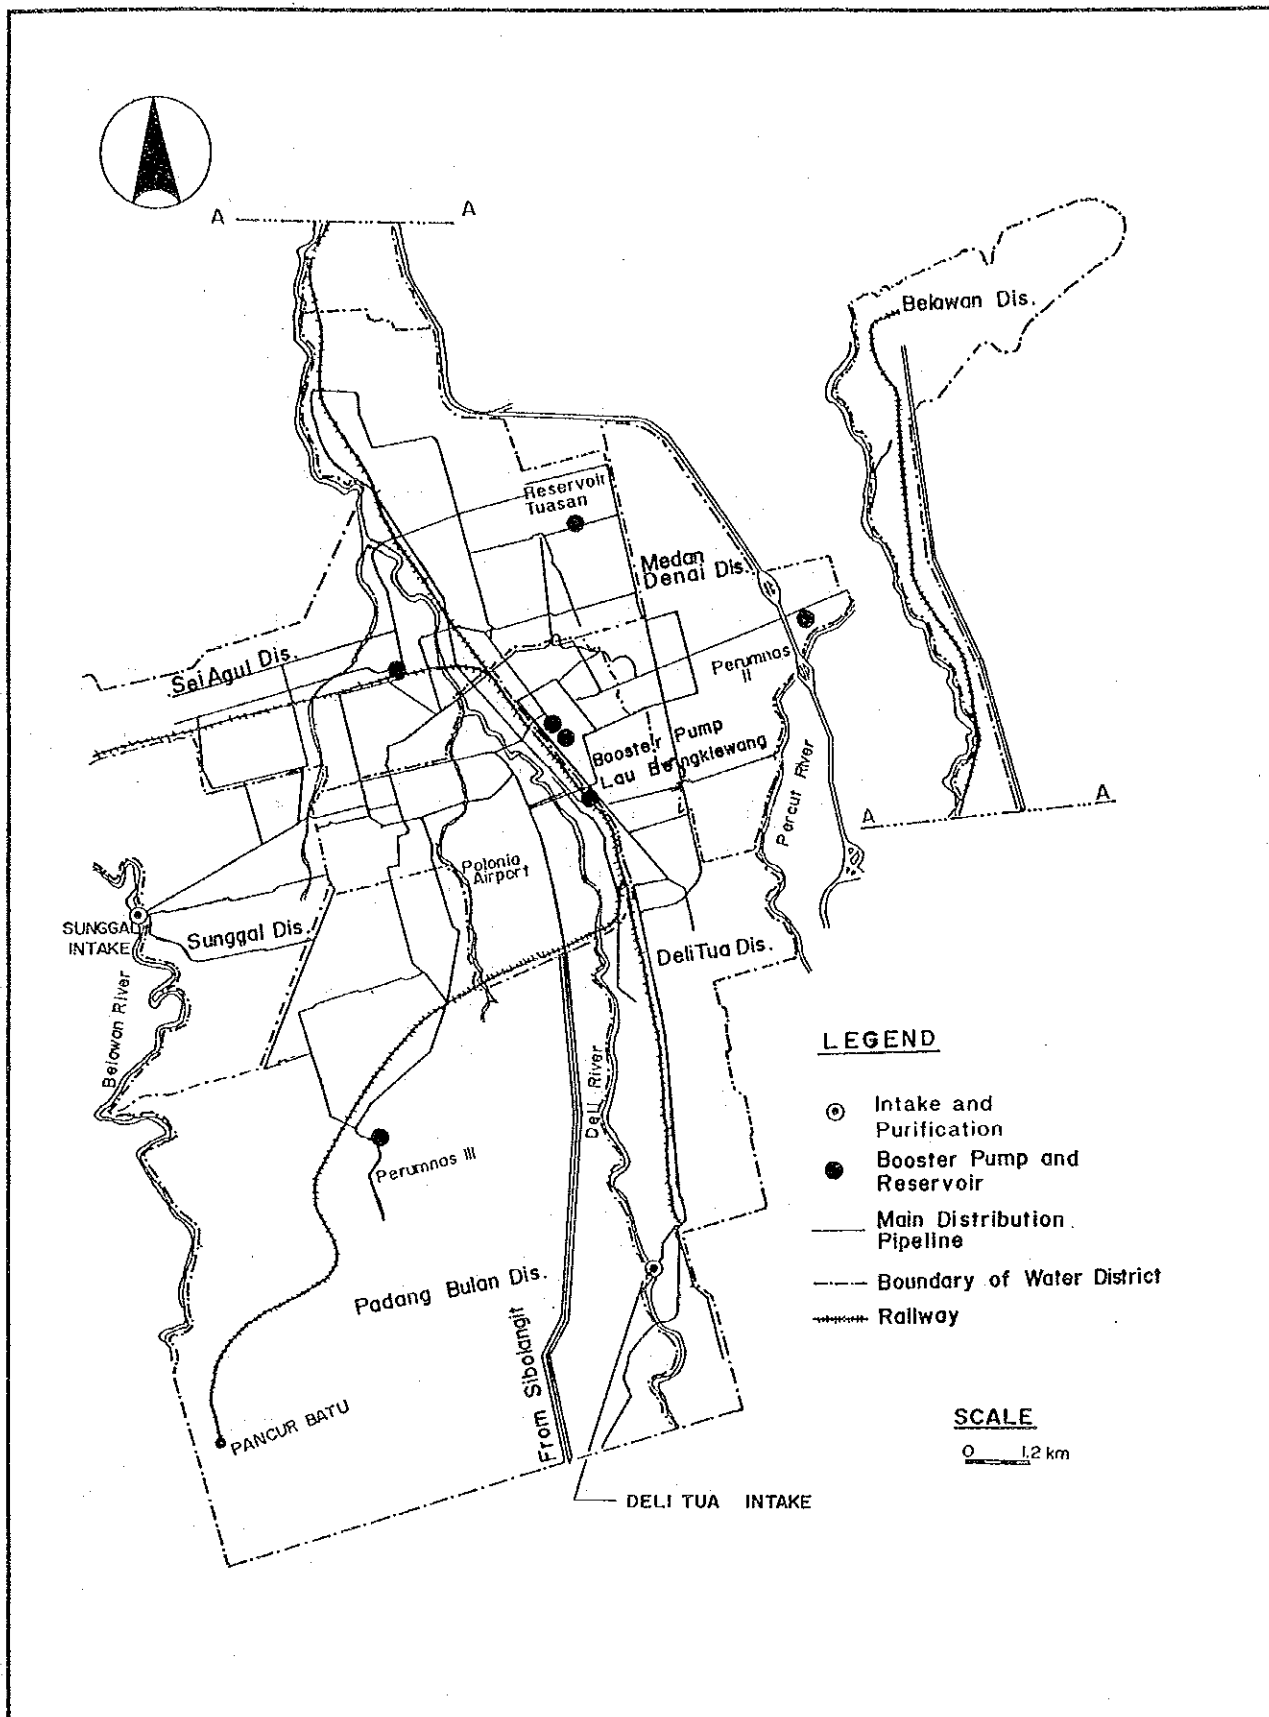 A
A
Belawan Dis.
Reservoir
Tuasan
Medan
Denai Dis.
Sei Agul Dis.
Perumnas
II
Booster Pump
Lau Bengklewang
Percut River
A
A
Polonia
Airport
SUNGGAL
INTAKE
Sunggal Dis.
Deli Tua Dis.
Belawan River
Deli River
Perumnas III
Padang Bulan Dis.
From Sibolangit
PANCUR BATU
DELI TUA INTAKE
LEGEND
Intake and
Purification
Booster Pump and
Reservoir
Main Distribution
Pipeline
Boundary of Water District
Railway
SCALE
0 1.2 km